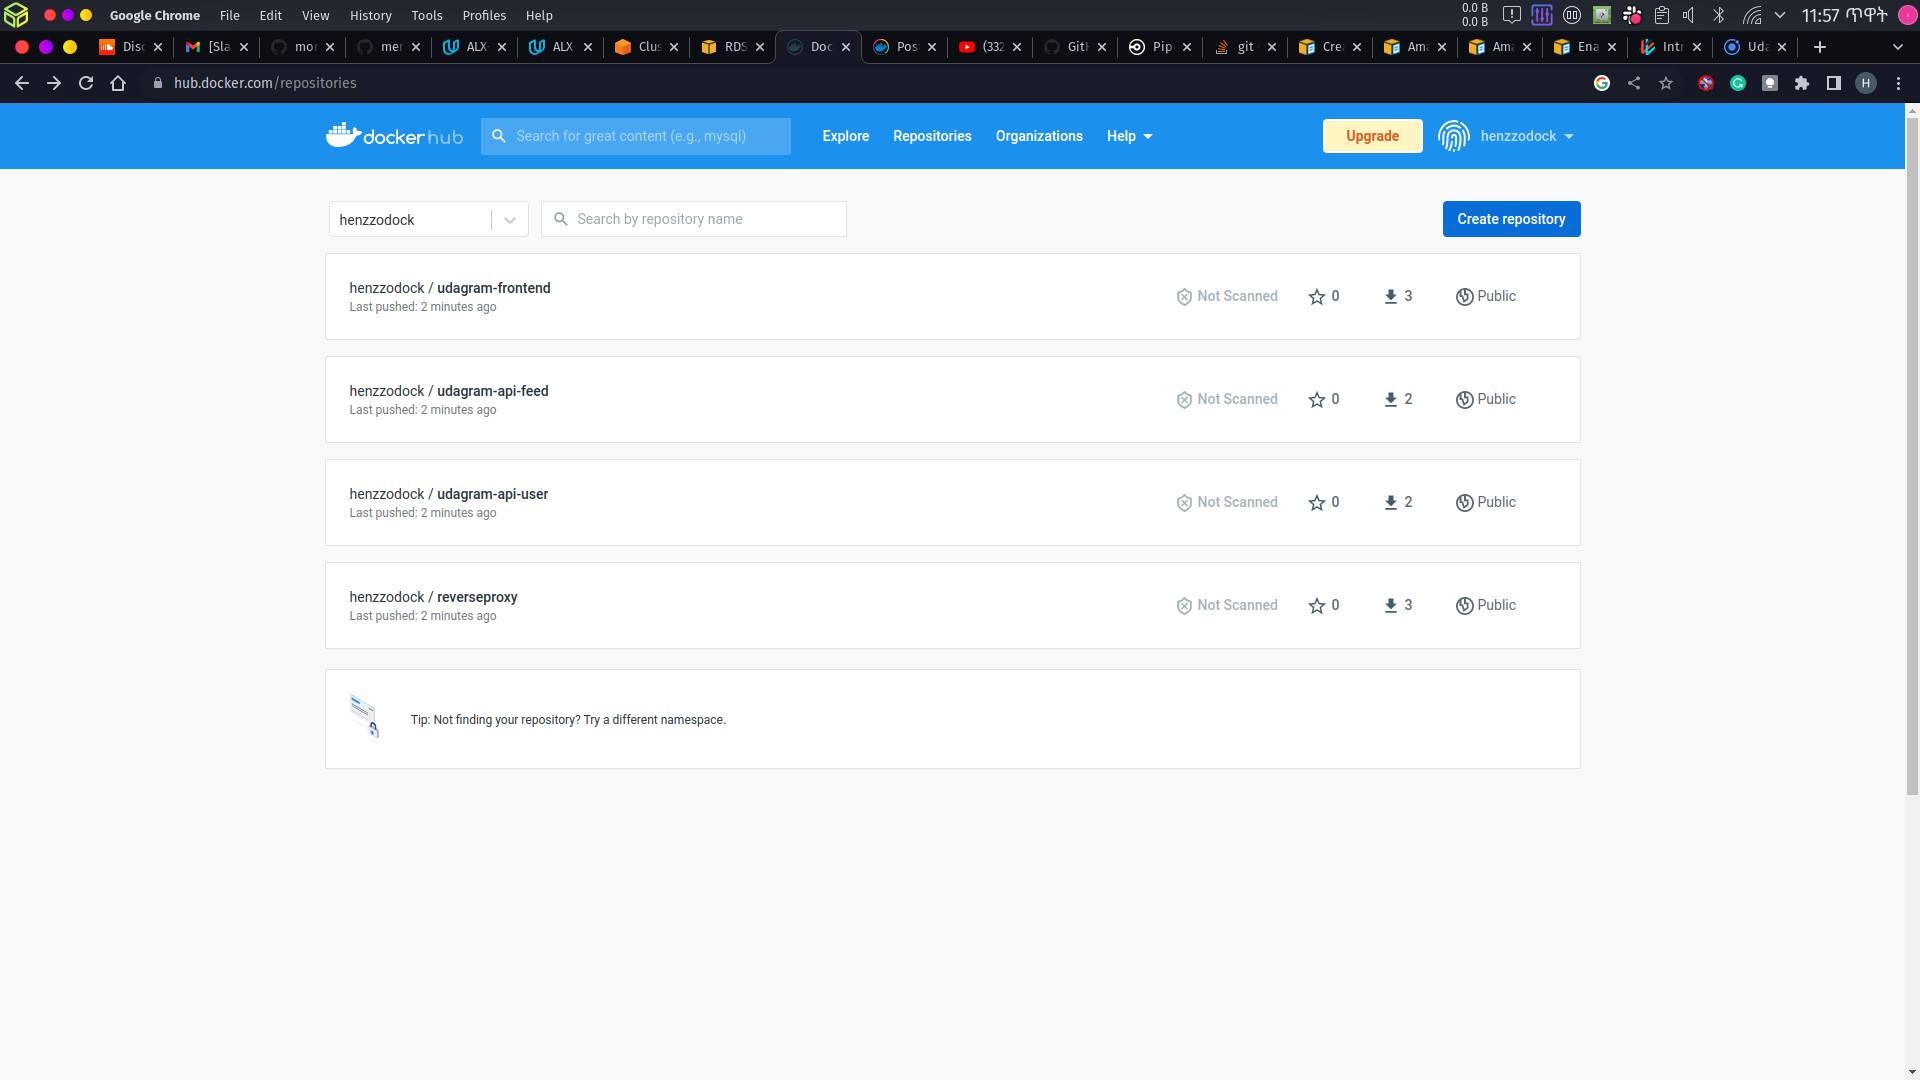 Google Chrome File Edit View History Tools Profiles Help 0.0 B 0.0 B 11:57 ጥዋት
Disc [Sla mor mer ALX ALX Clus RDS Doc Pos (332 GitH Pip git Cre Ama Ama Ena Intr Uda
hub.docker.com/repositories H
docker hub Search for great content (e.g., mysql) Explore Repositories Organizations Help Upgrade henzzodock
henzzodock Search by repository name Create repository
henzzodock / udagram-frontend Not Scanned 0 3 Public
Last pushed: 2 minutes ago
henzzodock / udagram-api-feed Not Scanned 0 2 Public
Last pushed: 2 minutes ago
henzzodock / udagram-api-user Not Scanned 0 2 Public
Last pushed: 2 minutes ago
henzzodock / reverseproxy Not Scanned 0 3 Public
Last pushed: 2 minutes ago
Tip: Not finding your repository? Try a different namespace.